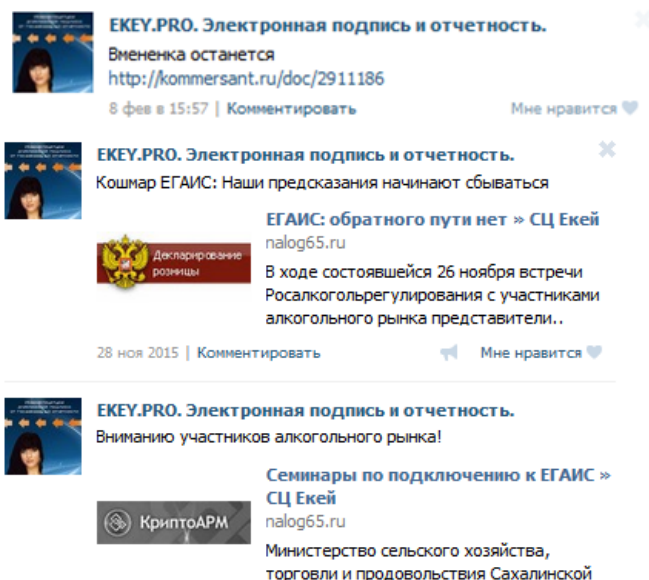 EKEY.PRO. Электронная подпись и отчетность.
Вмененка останется
http://kommersant.ru/doc/2911186
8 фев в 15:57 | Комментировать
Мне нравится
EKEY.PRO. Электронная подпись и отчетность.
Кошмар ЕГАИС: Наши предсказания начинают сбываться
Декларирование
розницы
ЕГАИС: обратного пути нет » СЦ Екей
nalog65.ru
В ходе состоявшейся 26 ноября встречи
Росалкогольрегулирования с участниками
алкогольного рынка представители..
28 ноя 2015 | Комментировать
Мне нравится
EKEY.PRO. Электронная подпись и отчетность.
Вниманию участников алкогольного рынка!
КриптоАРМ
Семинары по подключению к ЕГАИС »
СЦ Екей
nalog65.ru
Министерство сельского хозяйства,
торговли и продовольствия Сахалинской